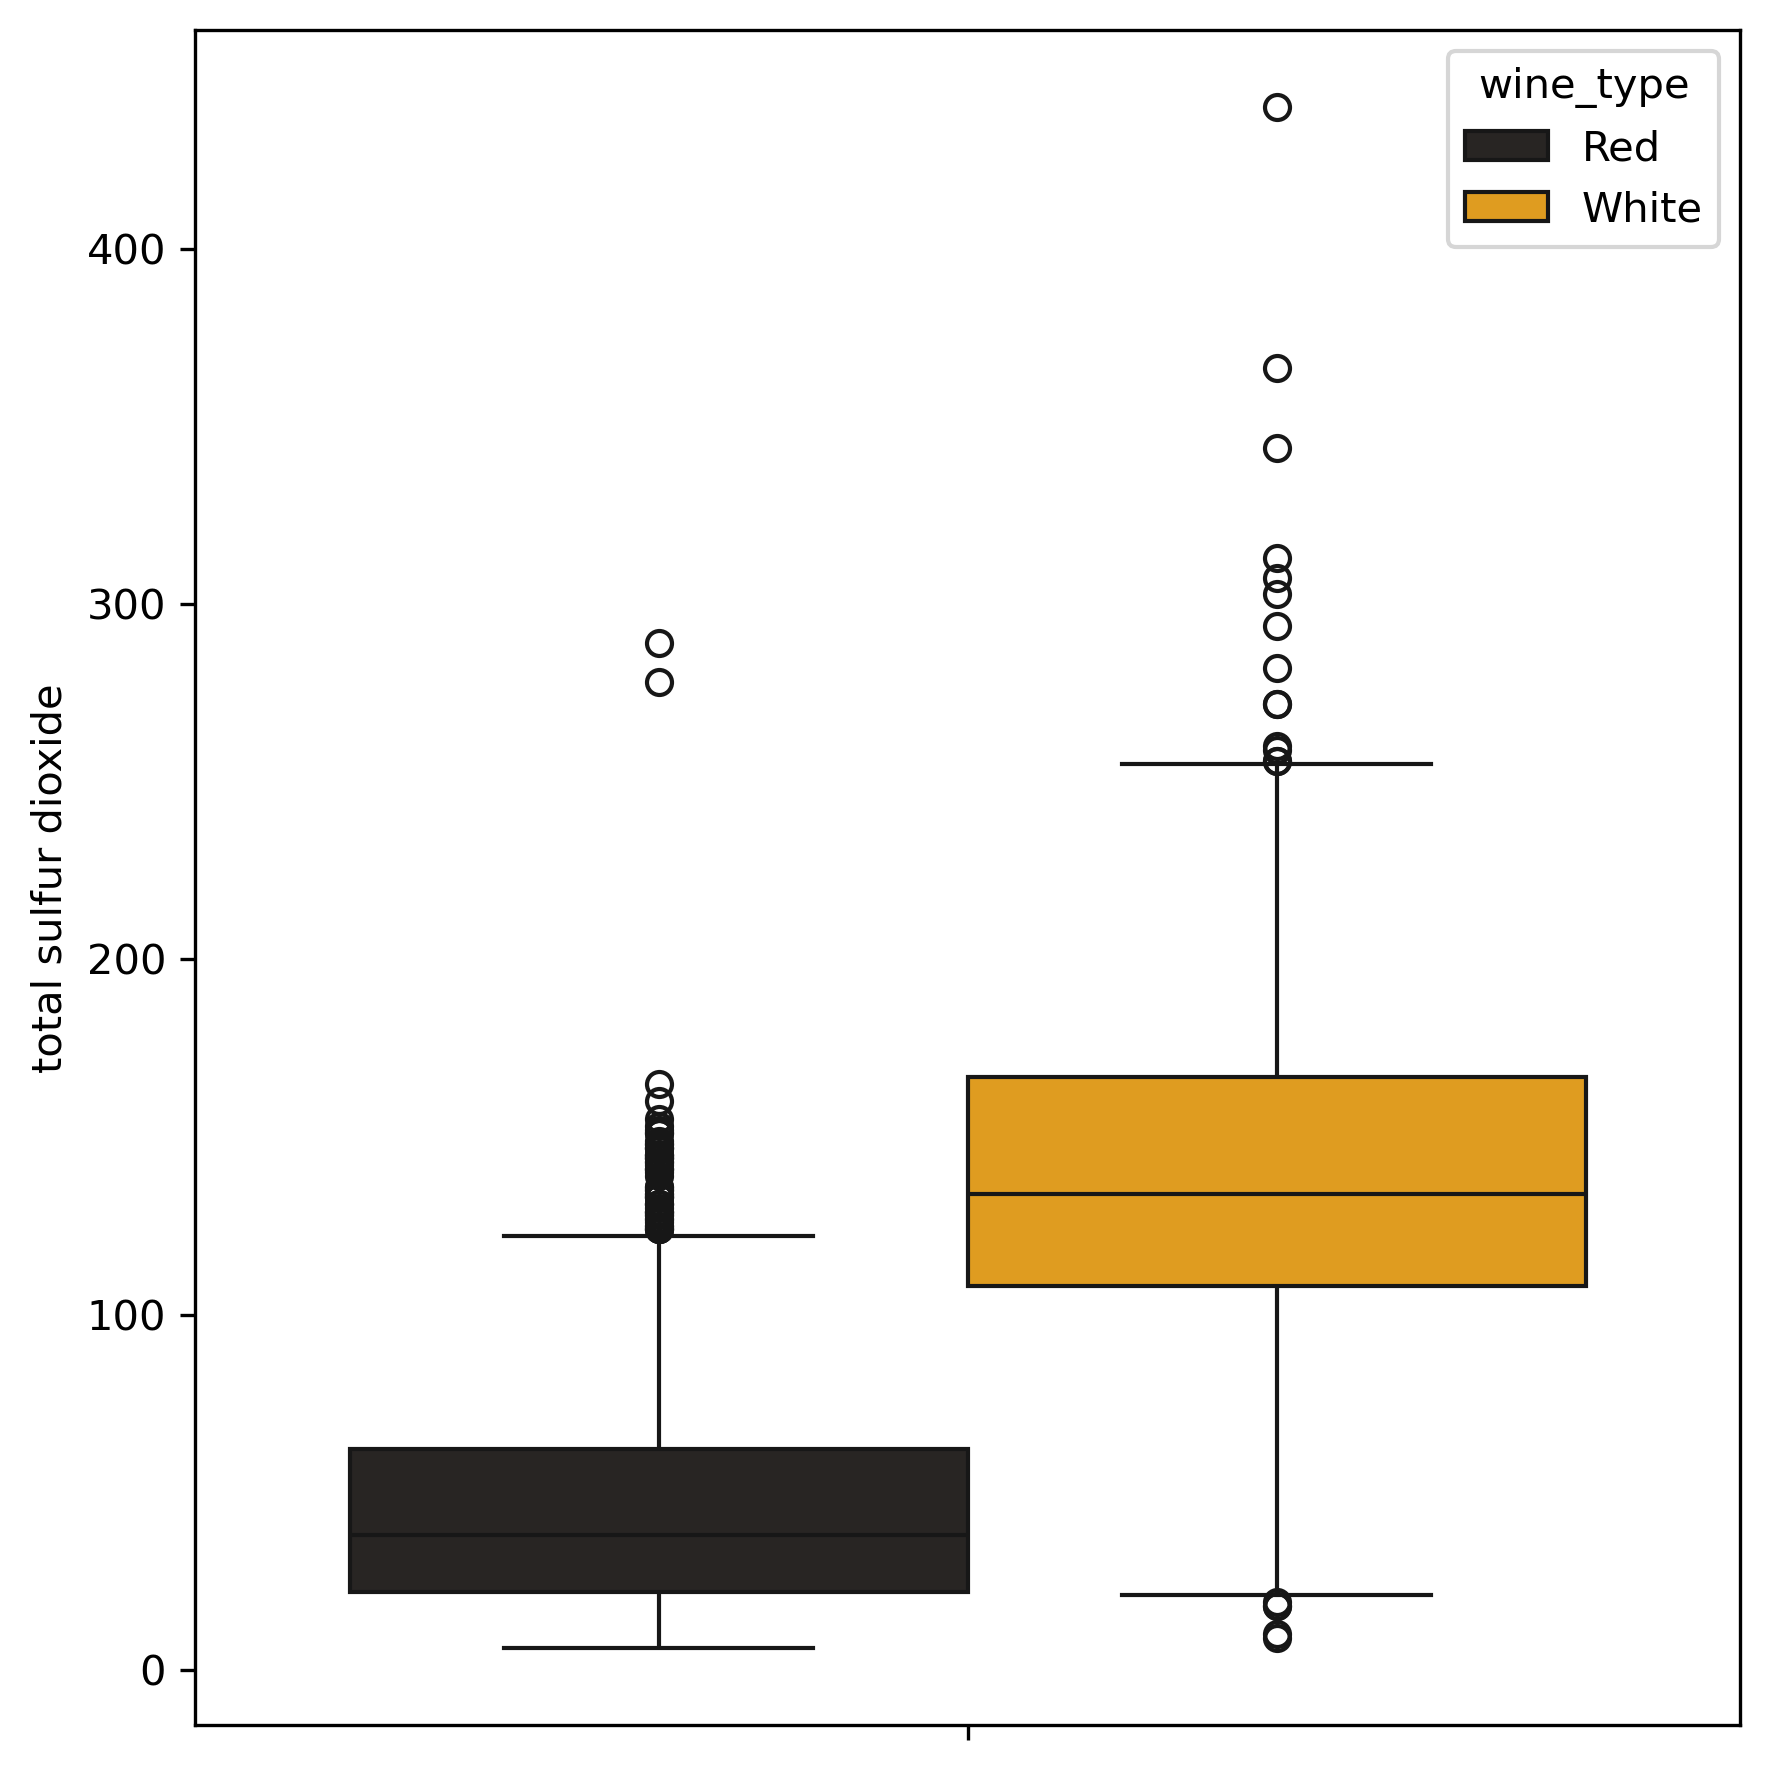 wine_type
Red
White
400
300
200
100
0
total sulfur dioxide